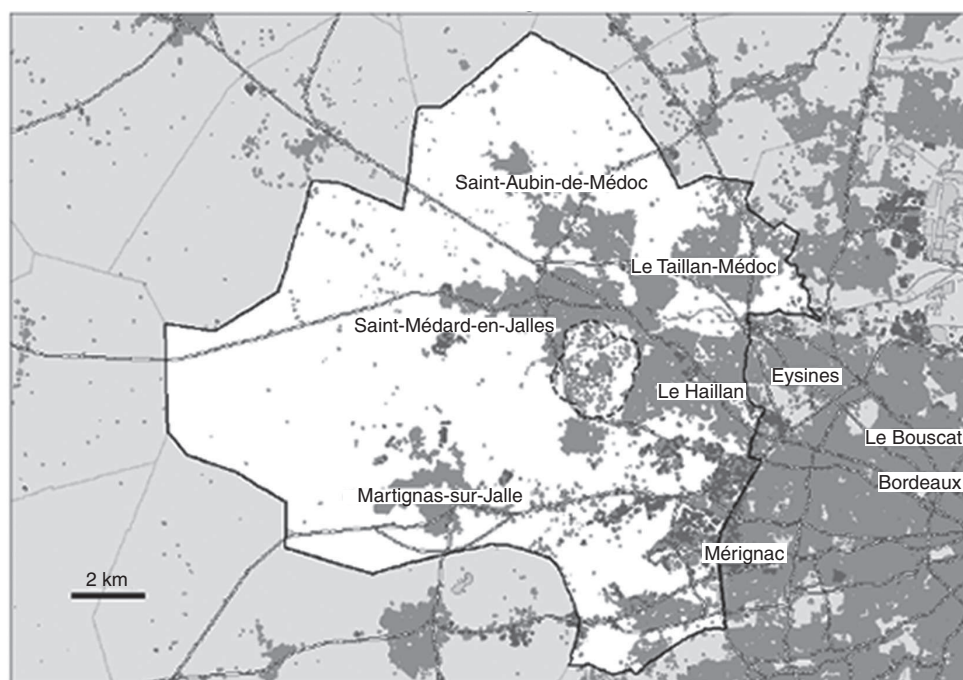 Saint-Aubin-de-Médoc
Le Taillan-Médoc
Saint-Médard-en-Jalles
Eysines
Le Haillan
Le Bouscat
Bordeaux
Martignas-sur-Jalle
Mérignac
2 km